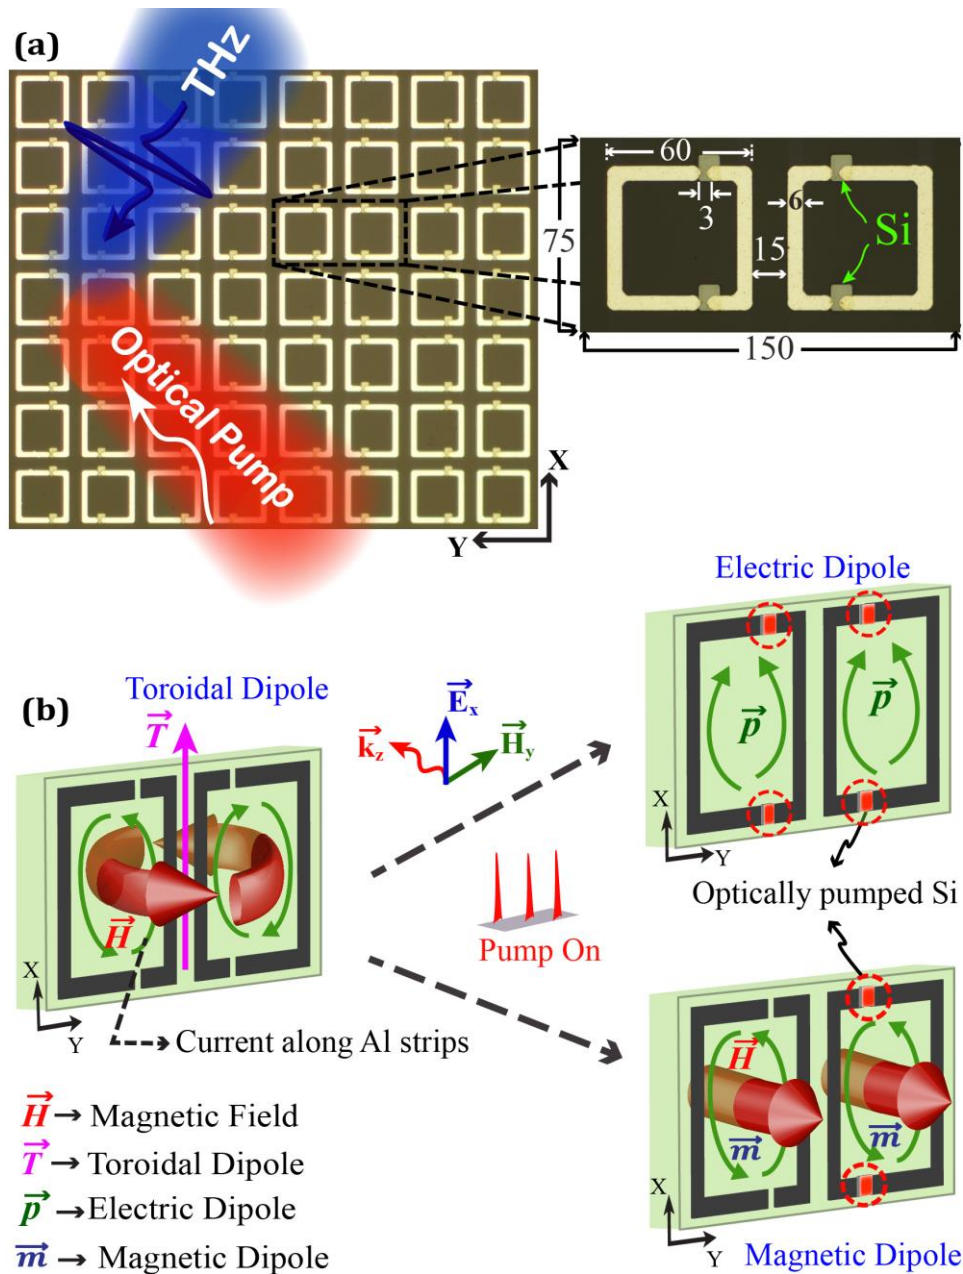 (a)
THz
Optical Pump
X
Y
60
3
6
Si
15
75
150
(b)
Toroidal Dipole
T
H
X
Y
Current along Al strips
E_x
k_z
H_y
Pump On
Electric Dipole
p
p
X
Y
Optically pumped Si
H
m
m
X
Y
Magnetic Dipole
H → Magnetic Field
T → Toroidal Dipole
p → Electric Dipole
m → Magnetic Dipole